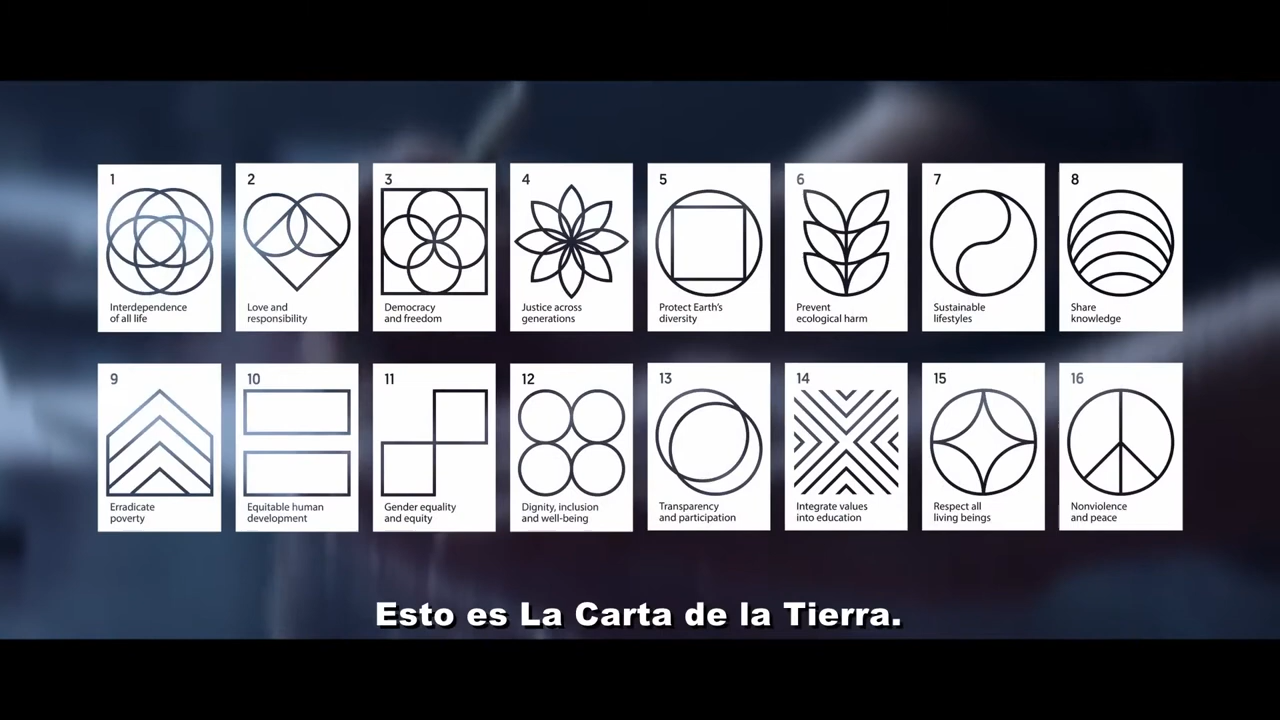 1
Interdependence
of all life
2
Love and
responsibility
3
Democracy
and freedom
4
Justice across
generations
5
Protect Earth's
diversity
6
Prevent
ecological harm
7
Sustainable
lifestyles
8
Share
knowledge
9
Erradicate
poverty
10
Equitable human
development
11
Gender equality
and equity
12
Dignity, inclusion
and well-being
13
Transparency
and participation
14
Integrate values
into education
15
Respect all
living beings
16
Nonviolence
and peace
Esto es La Carta de la Tierra.